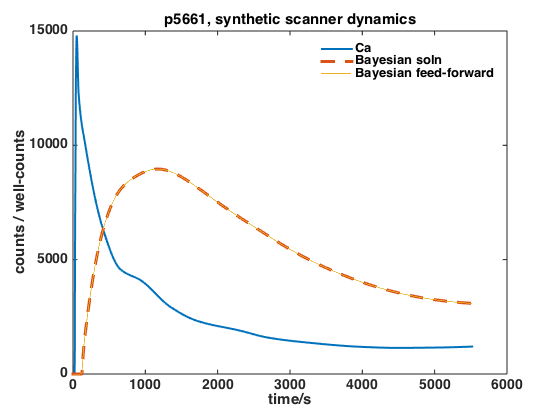 p5661, synthetic scanner dynamics
Ca
Bayesian soln
Bayesian feed-forward
counts / well-counts
15000
10000
5000
0
0 1000 2000 3000 4000 5000 6000
time/s